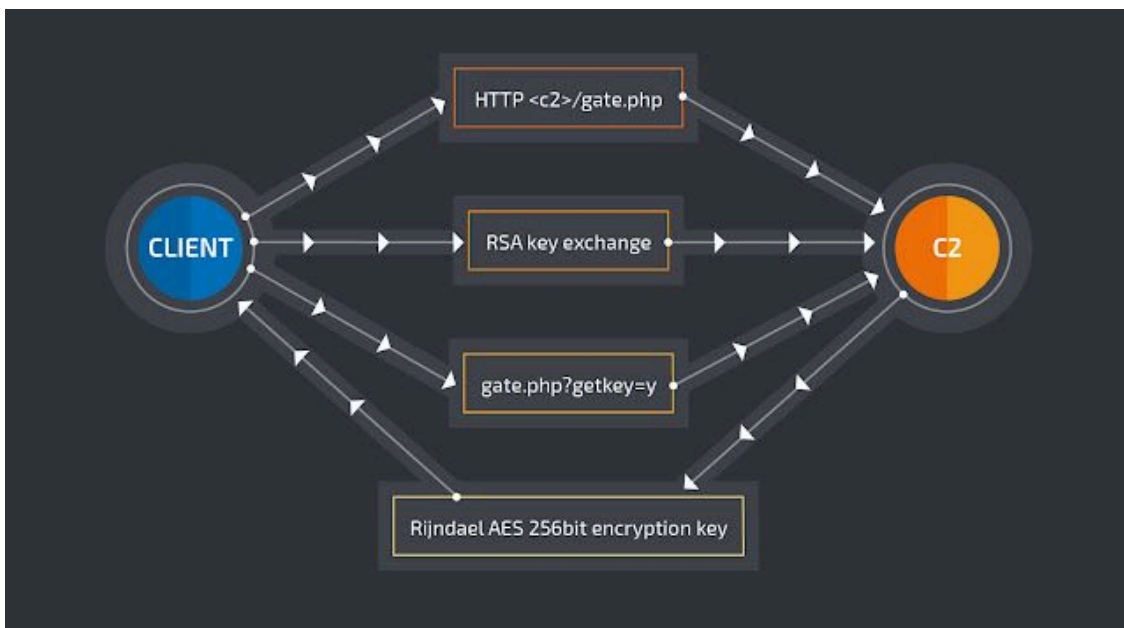 HTTP <c2>/gate.php
CLIENT
RSA key exchange
C2
gate.php?getkey=y
Rijndael AES 256bit encryption key